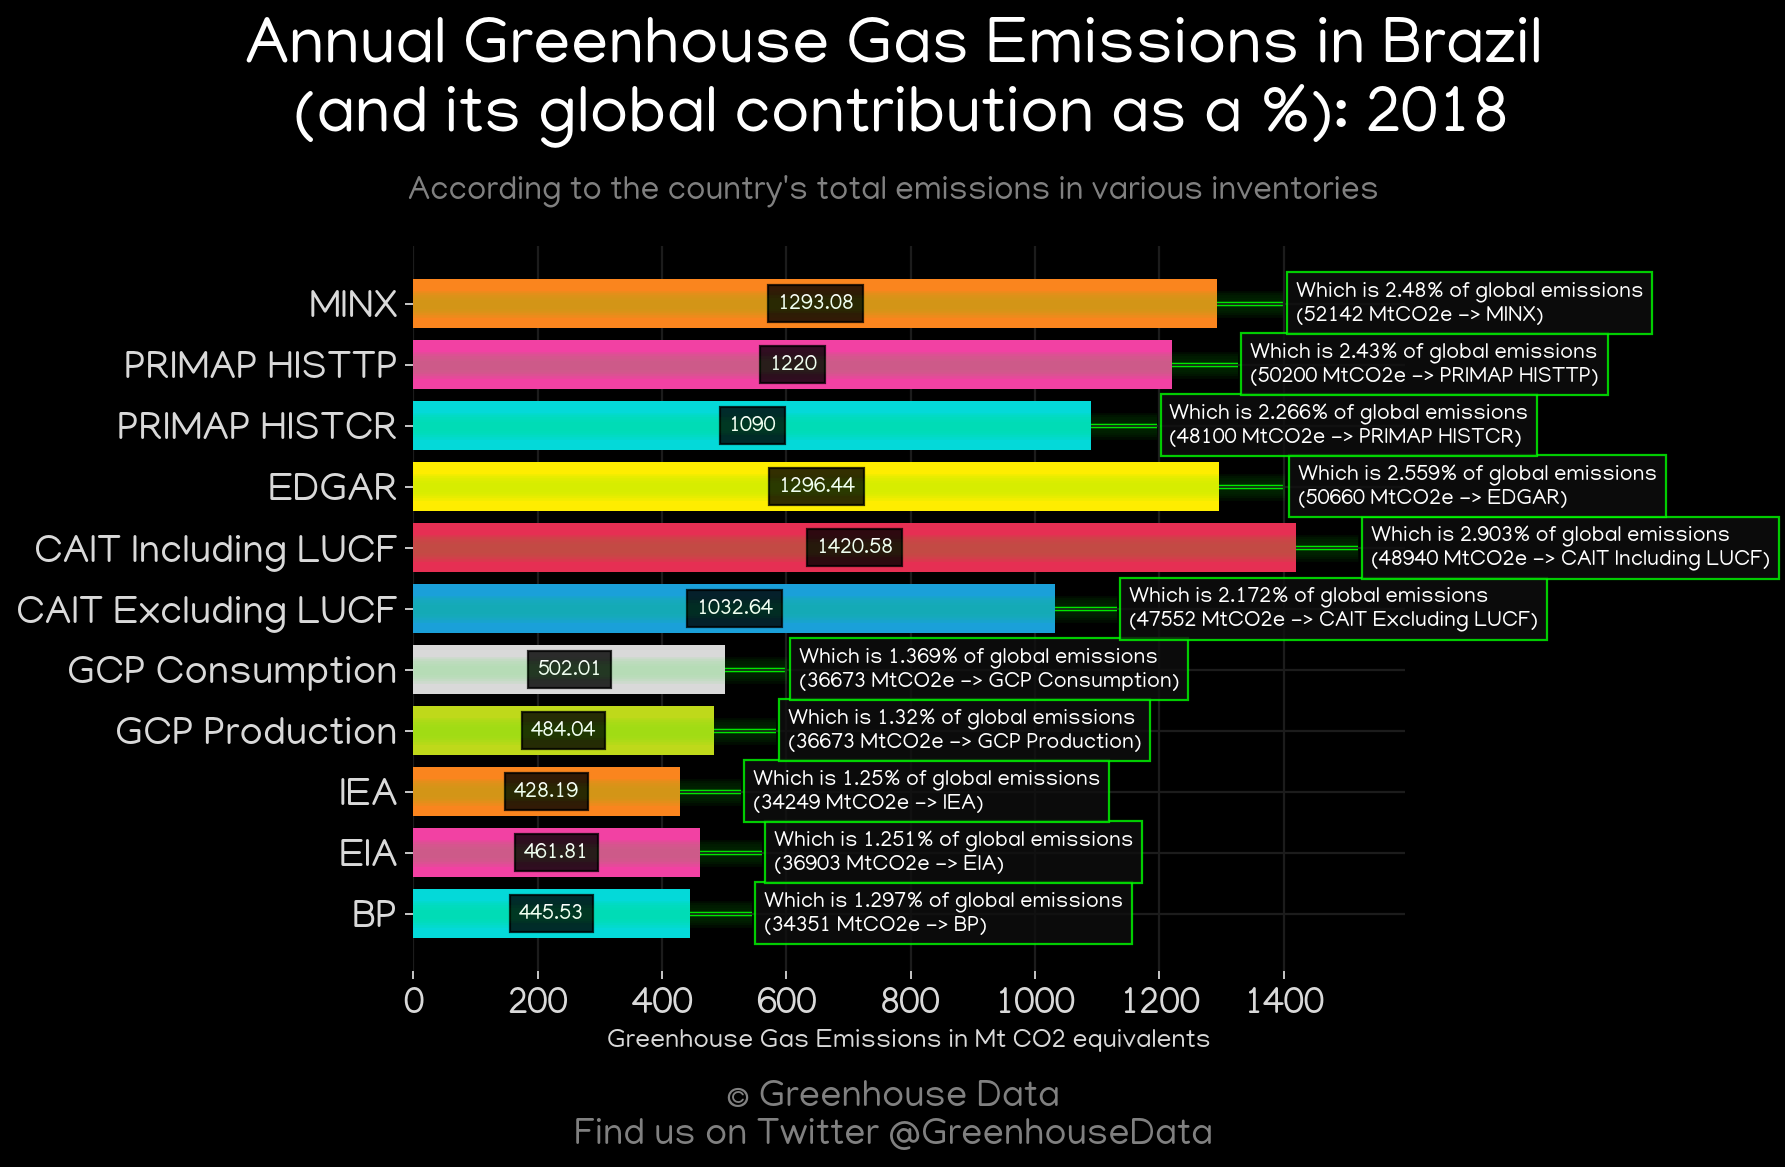 Annual Greenhouse Gas Emissions in Brazil
(and its global contribution as a %): 2018
According to the country's total emissions in various inventories
MINX
1293.08
Which is 2.48% of global emissions
(52142 MtCO2e -> MINX)
PRIMAP HISTTP
1220
Which is 2.43% of global emissions
(50200 MtCO2e -> PRIMAP HISTTP)
PRIMAP HISTCR
1090
Which is 2.266% of global emissions
(48100 MtCO2e -> PRIMAP HISTCR)
EDGAR
1296.44
Which is 2.559% of global emissions
(50660 MtCO2e -> EDGAR)
CAIT Including LUCF
1420.58
Which is 2.903% of global emissions
(48940 MtCO2e -> CAIT Including LUCF)
CAIT Excluding LUCF
1032.64
Which is 2.172% of global emissions
(47552 MtCO2e -> CAIT Excluding LUCF)
GCP Consumption
502.01
Which is 1.369% of global emissions
(36673 MtCO2e -> GCP Consumption)
GCP Production
484.04
Which is 1.32% of global emissions
(36673 MtCO2e -> GCP Production)
IEA
428.19
Which is 1.25% of global emissions
(34249 MtCO2e -> IEA)
EIA
461.81
Which is 1.251% of global emissions
(36903 MtCO2e -> EIA)
BP
445.53
Which is 1.297% of global emissions
(34351 MtCO2e -> BP)
0 200 400 600 800 1000 1200 1400
Greenhouse Gas Emissions in Mt CO2 equivalents
© Greenhouse Data
Find us on Twitter @GreenhouseData